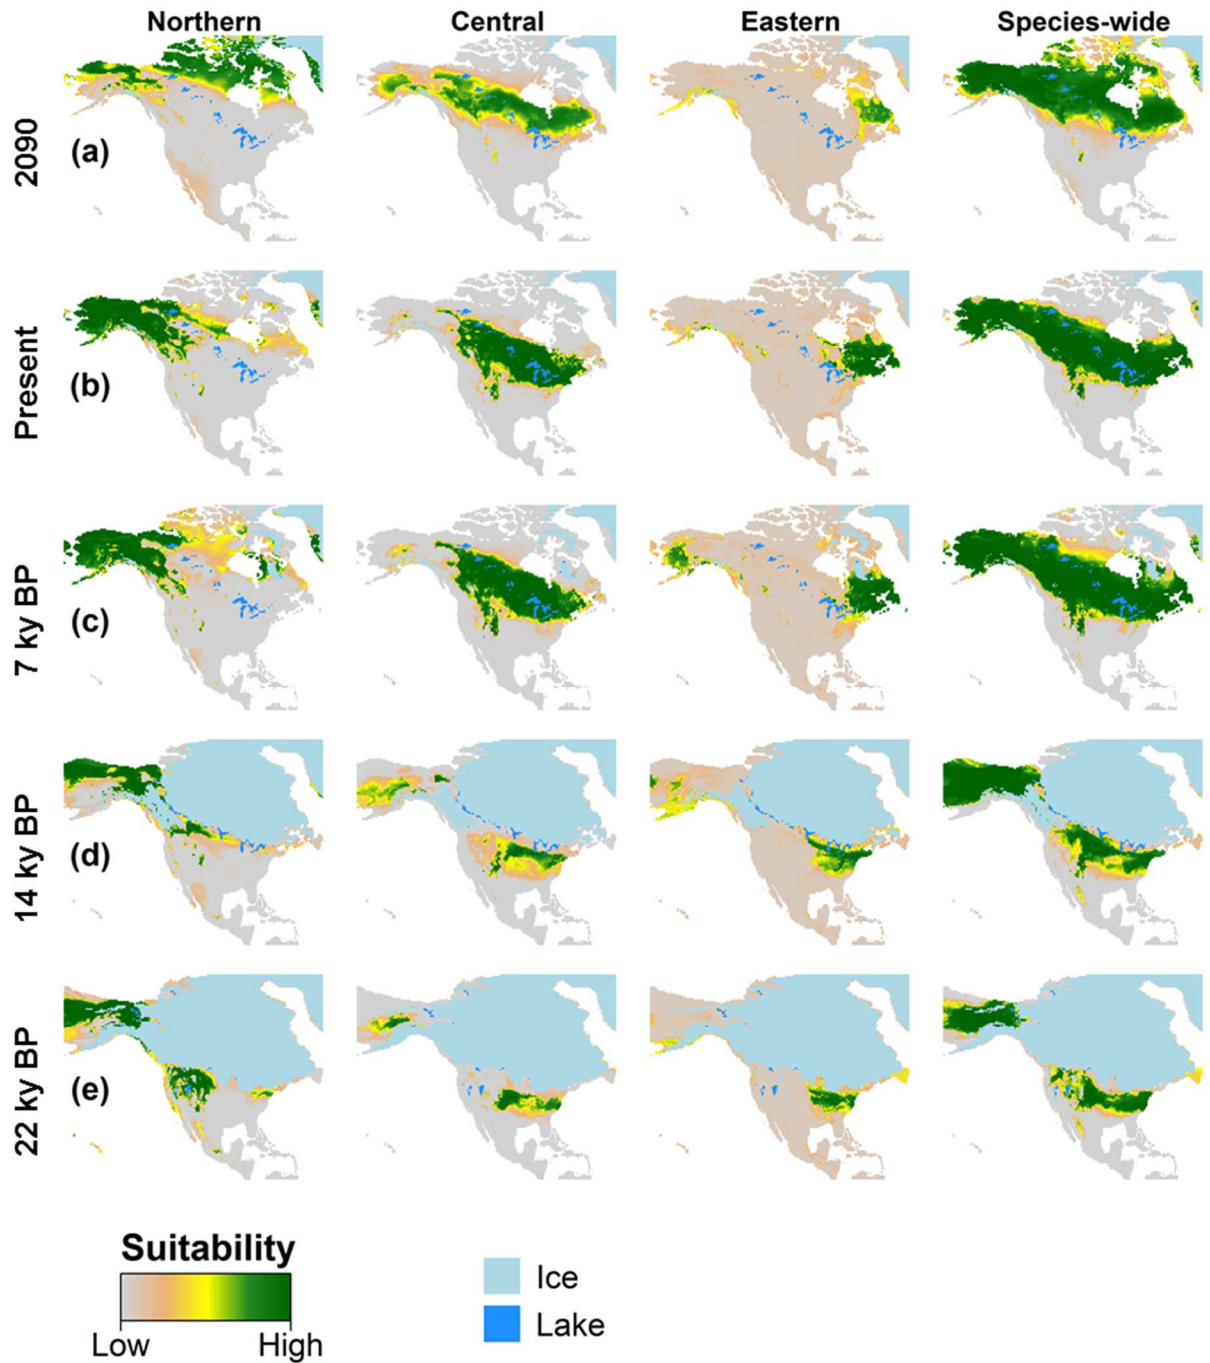 Northern Central Eastern Species-wide
2090
(a)
Present
(b)
7 ky BP
(c)
14 ky BP
(d)
22 ky BP
(e)
Suitability
Low High
Ice
Lake